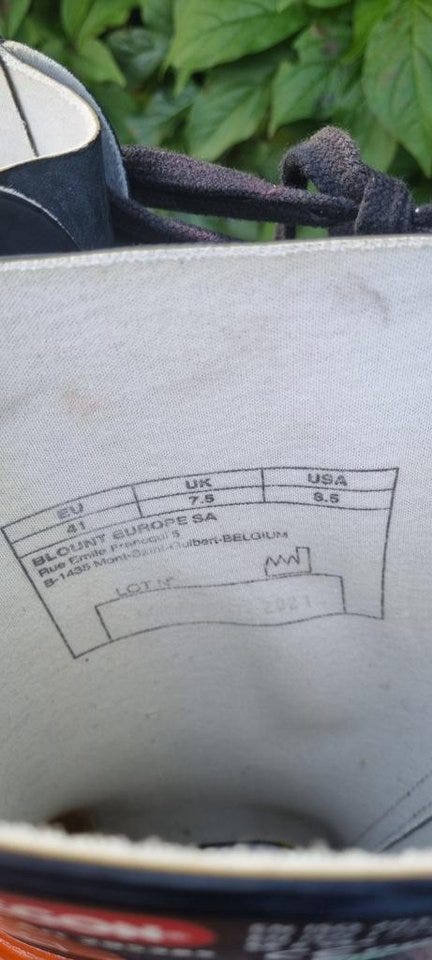 EU UK USA
41 7.5 8.5
BLOUNT EUROPE SA
Rue Emile Francqui 5
B-1435 Mont-Saint-Guibert-BELGIUM
LOT N°
2021